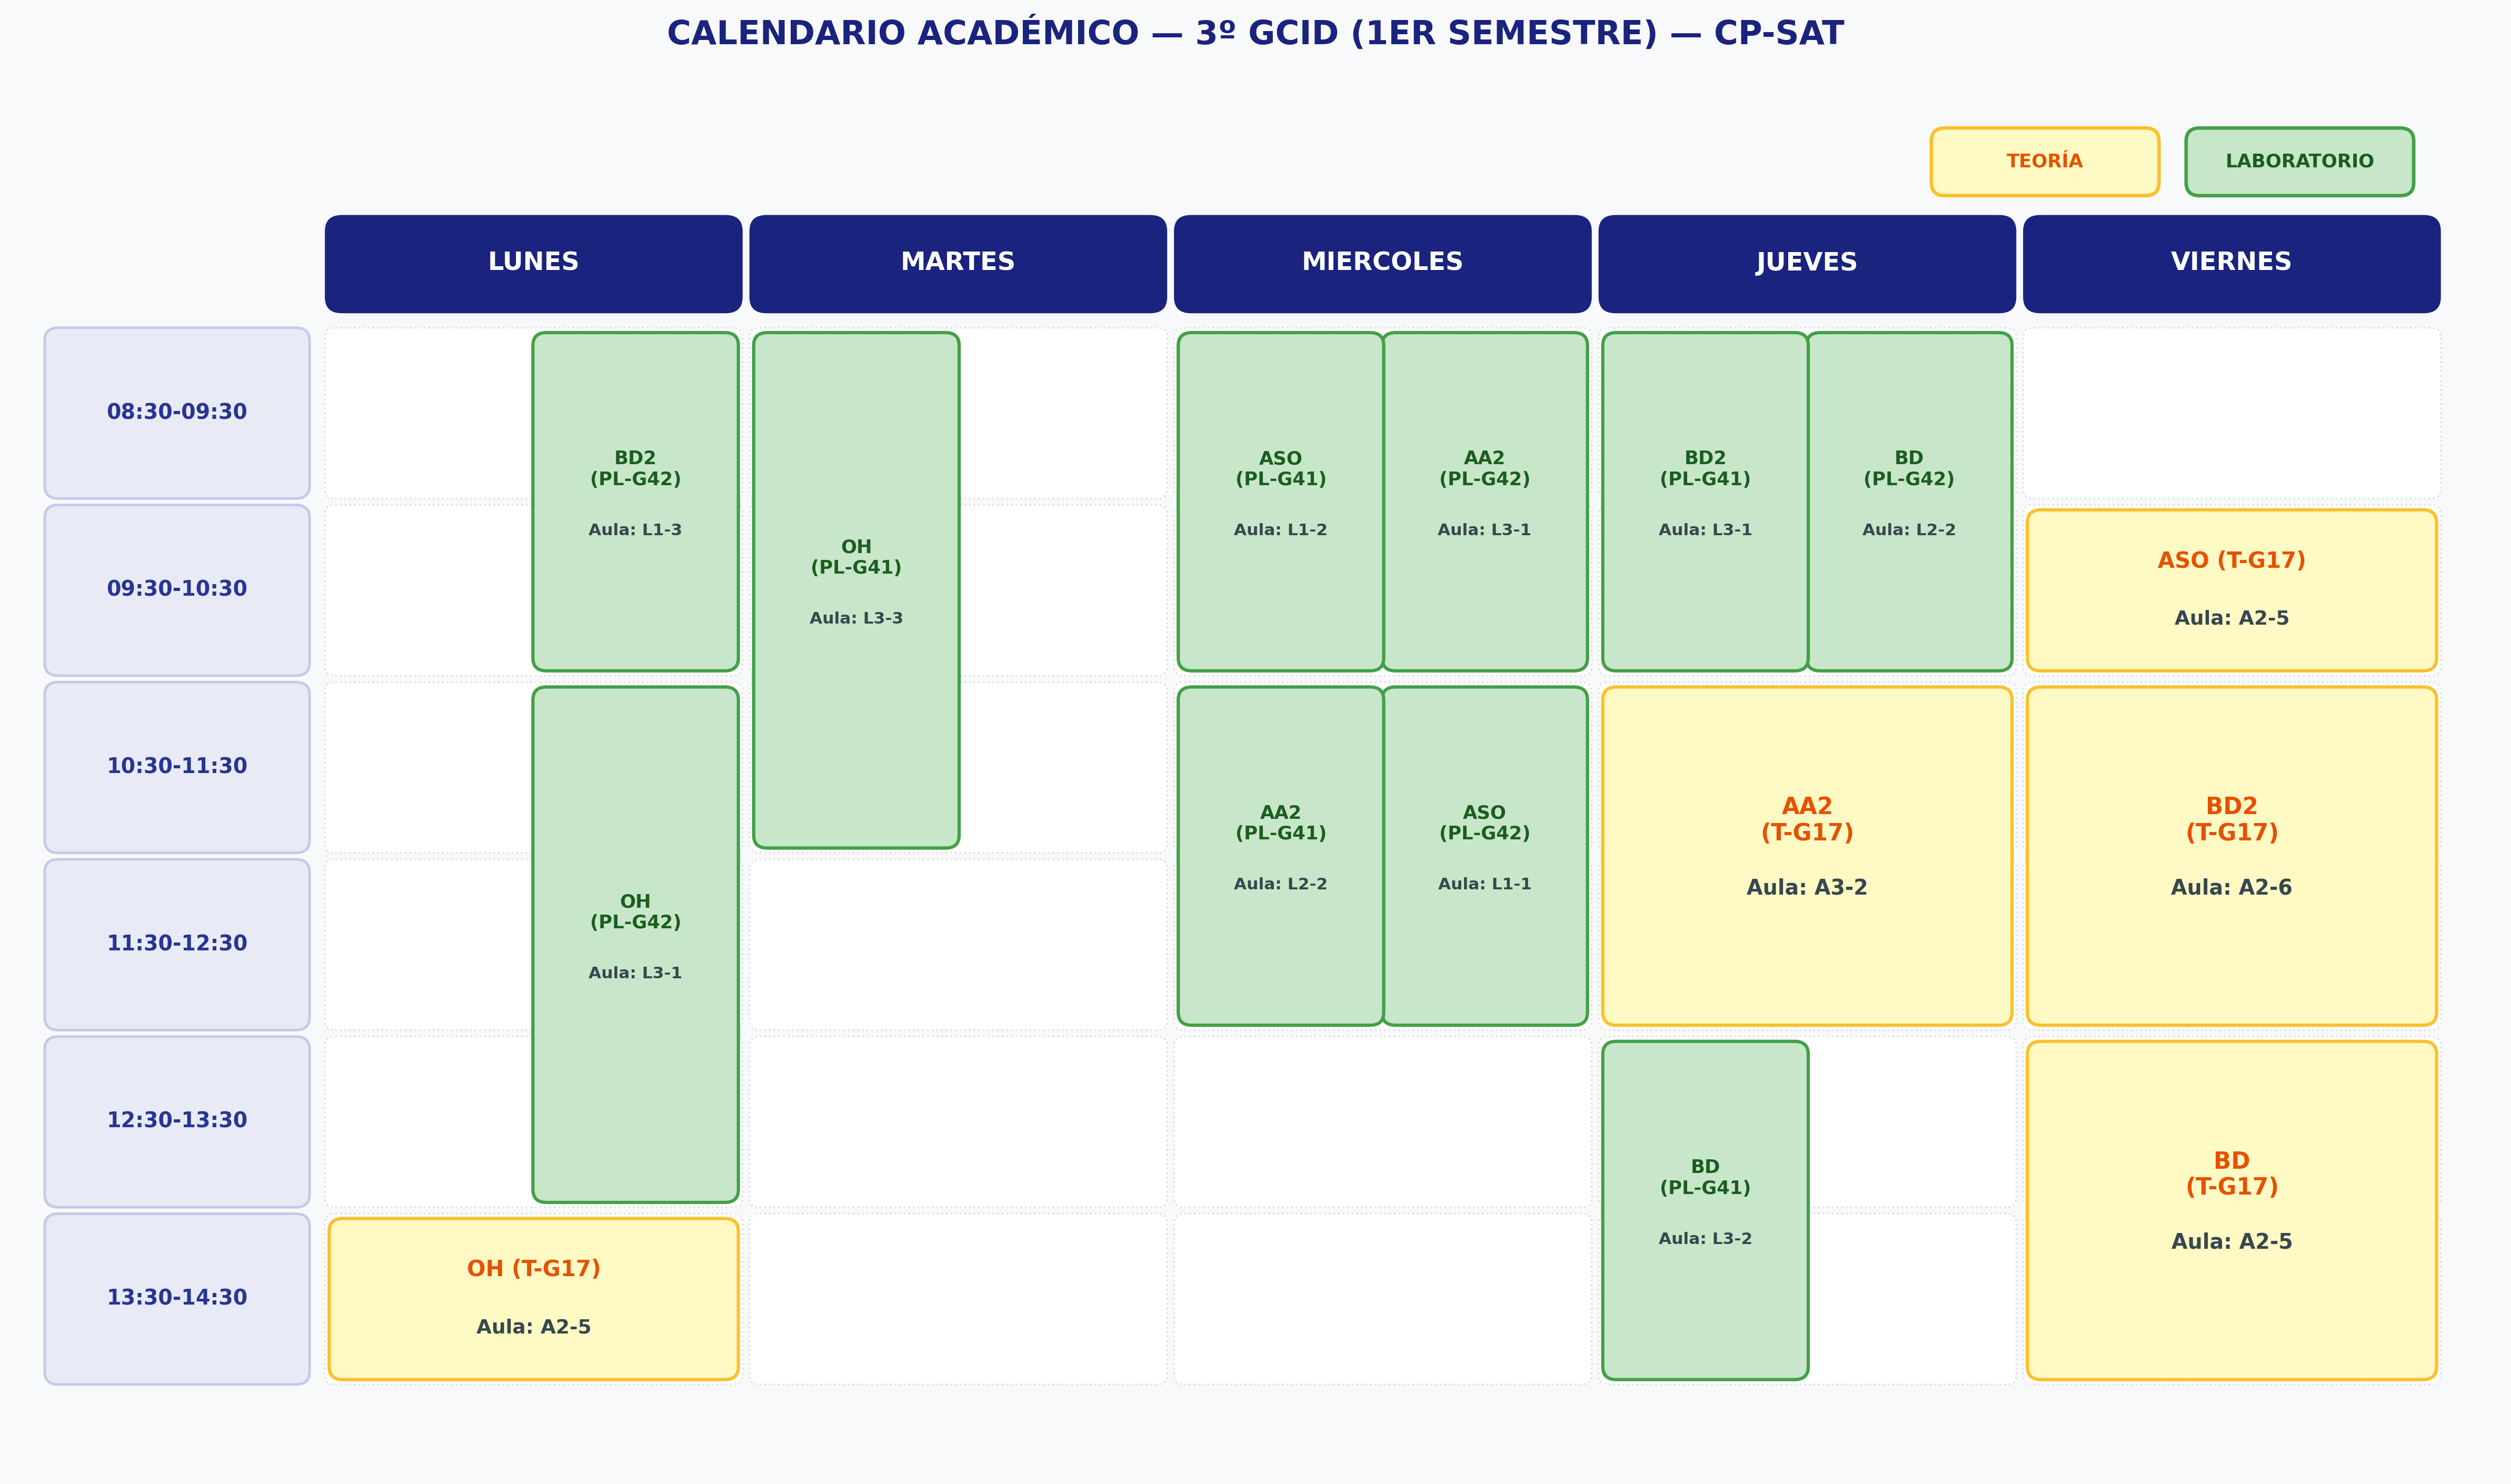 CALENDARIO ACADÉMICO — 3º GCID (1ER SEMESTRE) — CP-SAT
TEORÍA
LABORATORIO
LUNES
MARTES
MIERCOLES
JUEVES
VIERNES
08:30-09:30
09:30-10:30
10:30-11:30
11:30-12:30
12:30-13:30
13:30-14:30
BD2
(PL-G42)
Aula: L1-3
OH
(PL-G42)
Aula: L3-1
OH (T-G17)
Aula: A2-5
OH
(PL-G41)
Aula: L3-3
ASO
(PL-G41)
Aula: L1-2
AA2
(PL-G42)
Aula: L3-1
AA2
(PL-G41)
Aula: L2-2
ASO
(PL-G42)
Aula: L1-1
BD2
(PL-G41)
Aula: L3-1
BD
(PL-G42)
Aula: L2-2
AA2
(T-G17)
Aula: A3-2
BD
(PL-G41)
Aula: L3-2
ASO (T-G17)
Aula: A2-5
BD2
(T-G17)
Aula: A2-6
BD
(T-G17)
Aula: A2-5